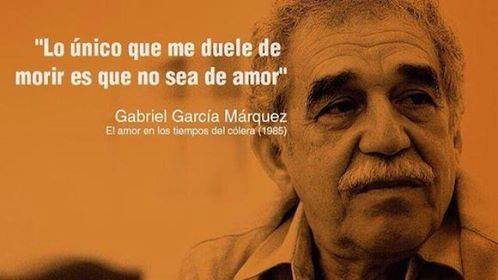 "Lo único que me duele de
morir es que no sea de amor"
Gabriel García Márquez
El amor en los tiempos del cólera (1985)